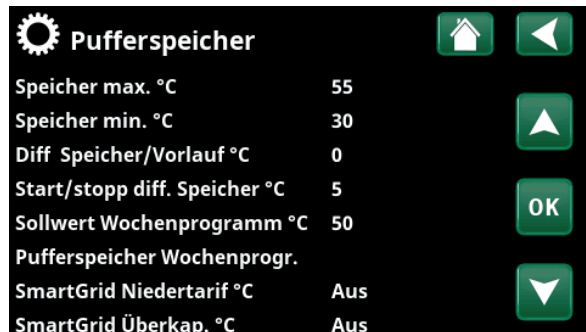 Pufferspeicher
Speicher max. °C 55
Speicher min. °C 30
Diff Speicher/Vorlauf °C 0
Start/stopp diff. Speicher °C 5
OK
Sollwert Wochenprogramm °C 50
Pufferspeicher Wochenprogr.
SmartGrid Niedertarif °C Aus
SmartGrid Überkap. °C Aus